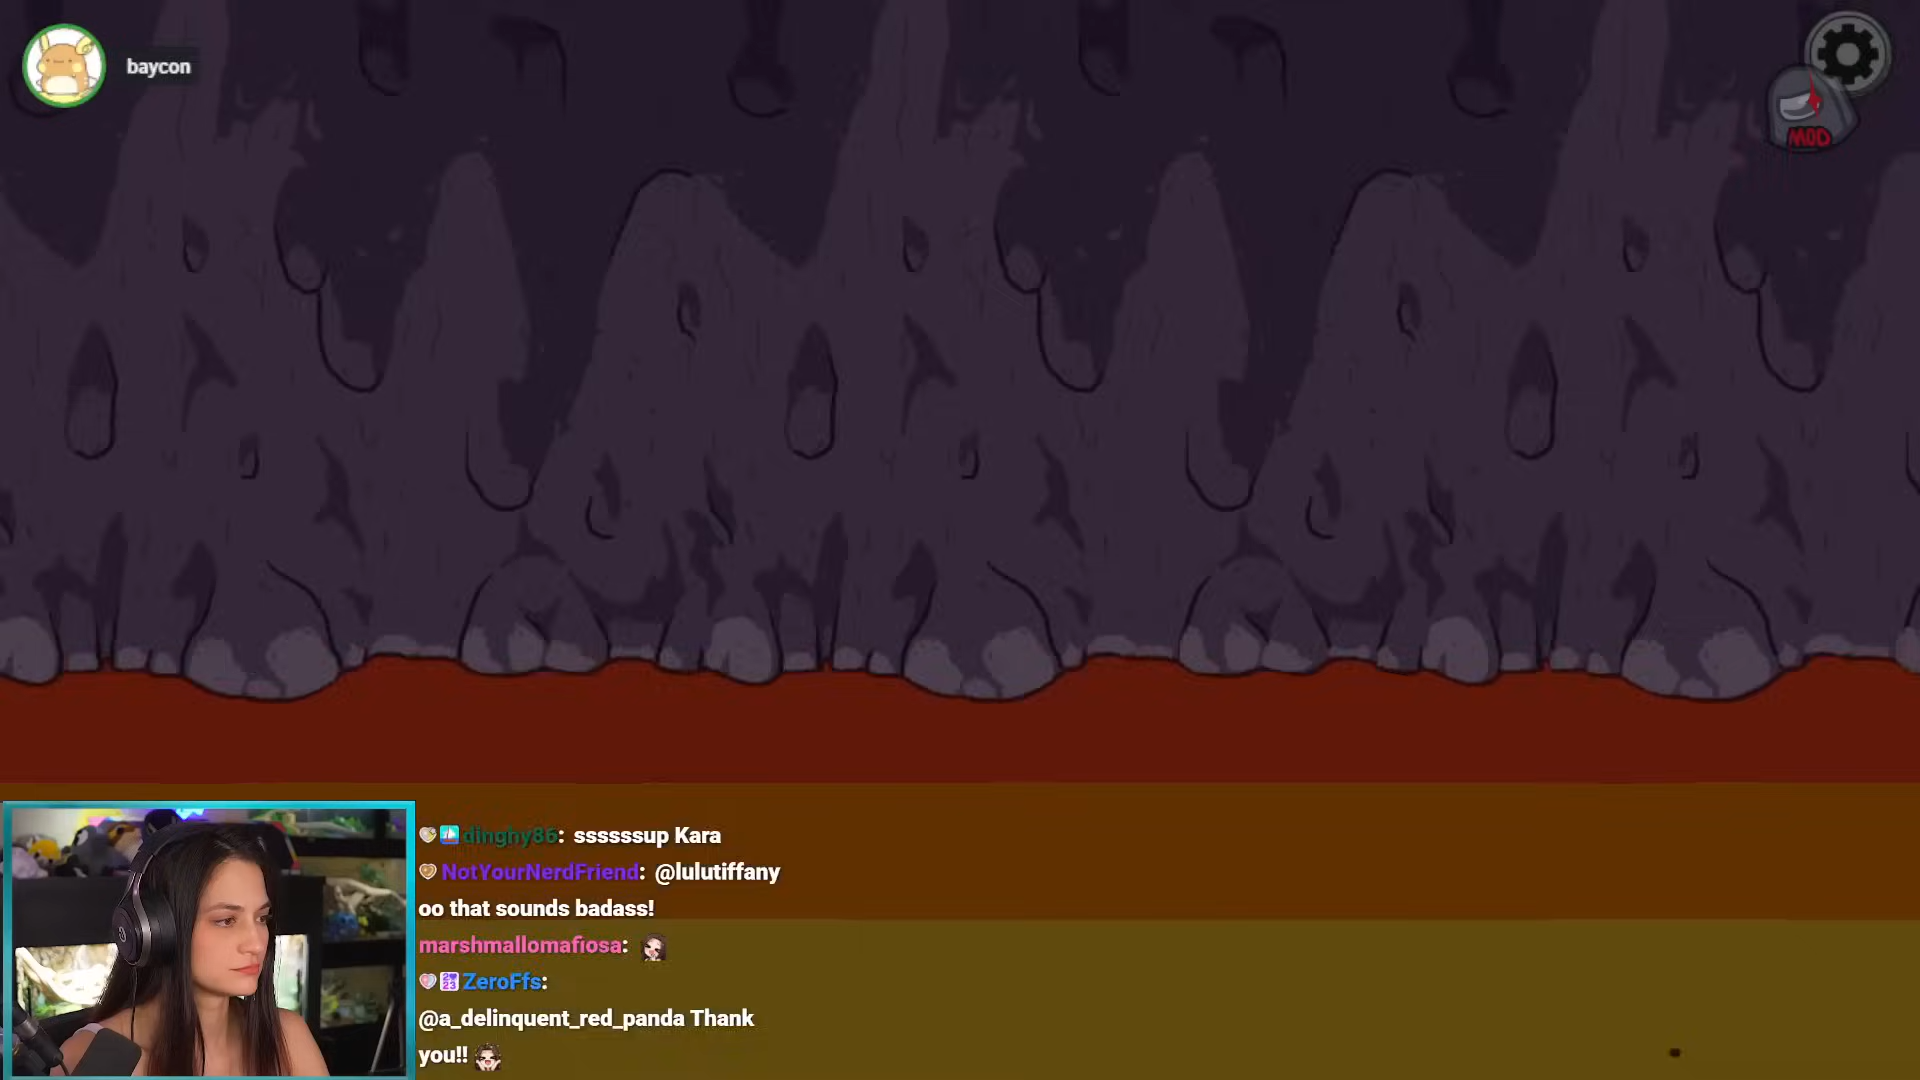 baycon
MOD
dinghy86: ssssssup Kara
NotYourNerdFriend: @lulutiffany
oo that sounds badass!
marshmallomafiosa:
ZeroFfs:
@a_delinquent_red_panda Thank
you!!